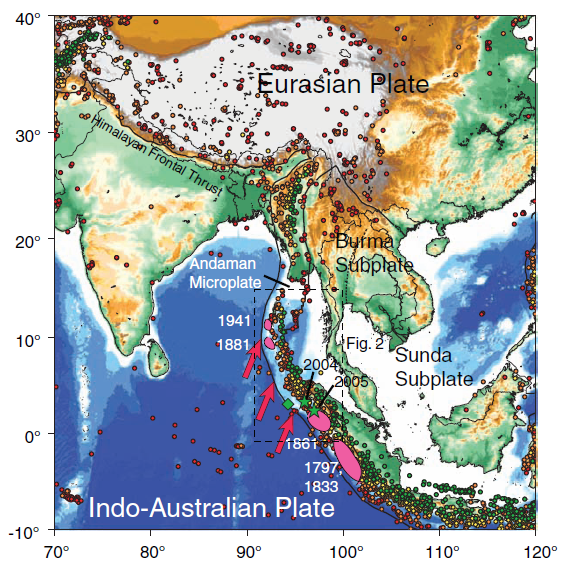 40°
Eurasian Plate
30°
Himalayan Frontal Thrust
20°
Burma
Subplate
Andaman
Microplate
1941
10°
1881
Fig. 2
Sunda
Subplate
2004
2005
0°
1861
1797,
1833
Indo-Australian Plate
-10°
70°
80°
90°
100°
110°
120°